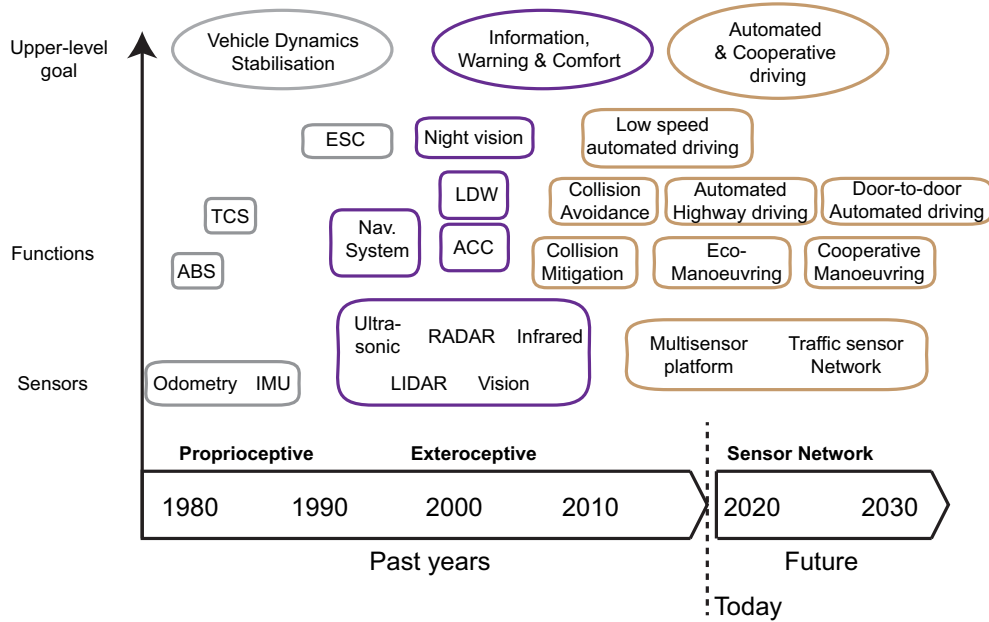 Upper-level
goal
Vehicle Dynamics
Stabilisation
Information,
Warning & Comfort
Automated
& Cooperative
driving
Functions
ESC
Night vision
Low speed
automated driving
TCS
Nav.
System
LDW
Collision
Avoidance
Automated
Highway driving
Door-to-door
Automated driving
ABS
ACC
Collision
Mitigation
Eco-
Manoeuvring
Cooperative
Manoeuvring
Sensors
Odometry IMU
Ultra-
sonic
RADAR
Infrared
LIDAR
Vision
Multisensor
platform
Traffic sensor
Network
Proprioceptive
Exteroceptive
Sensor Network
1980
1990
2000
2010
2020
2030
Past years
Future
Today